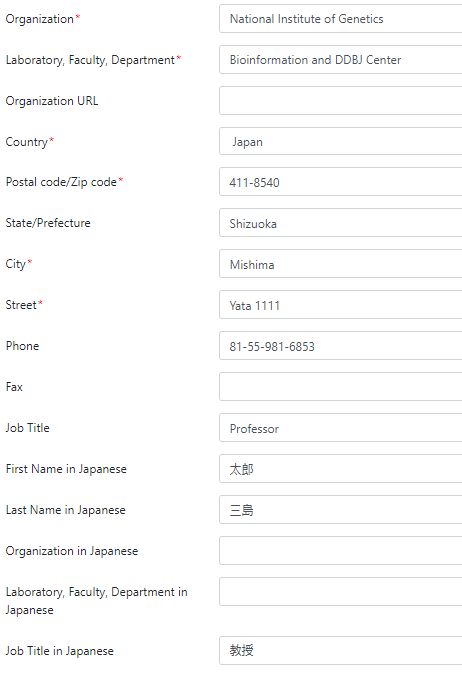 Organization* National Institute of Genetics
Laboratory, Faculty, Department* Bioinformation and DDBJ Center
Organization URL
Country* Japan
Postal code/Zip code* 411-8540
State/Prefecture Shizuoka
City* Mishima
Street* Yata 1111
Phone 81-55-981-6853
Fax
Job Title Professor
First Name in Japanese 太郎
Last Name in Japanese 三島
Organization in Japanese
Laboratory, Faculty, Department in
Japanese
Job Title in Japanese 教授